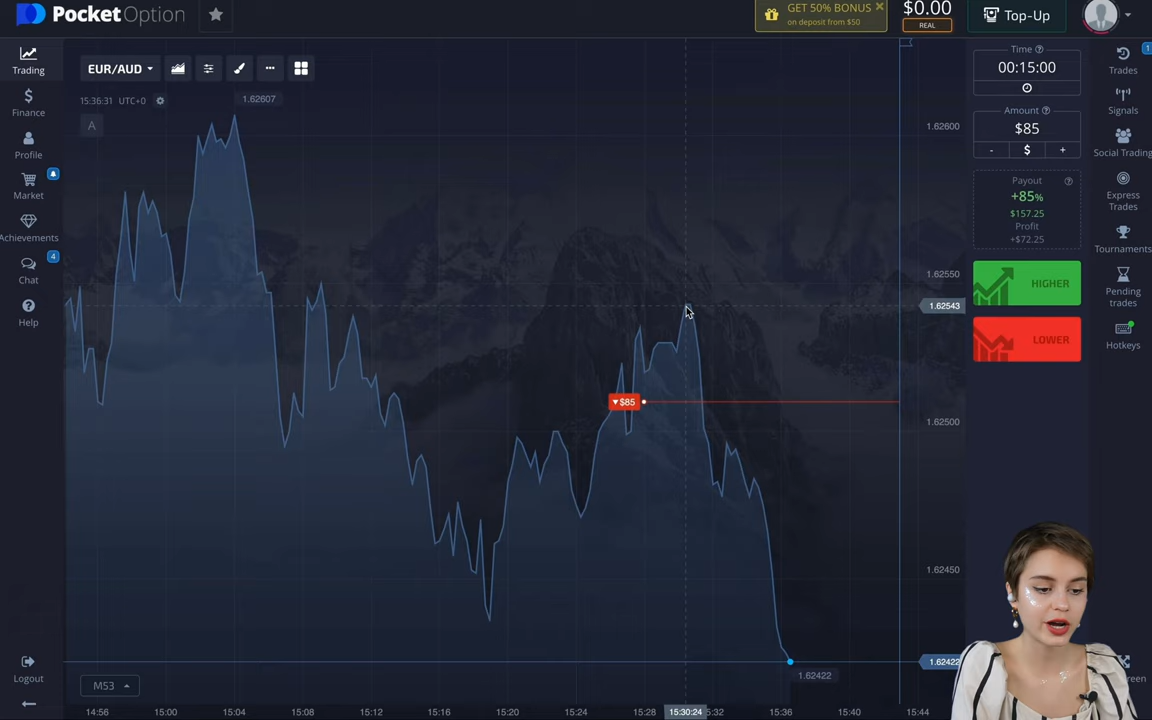 PocketOption
GET 50% BONUS
on deposit from $50
$0.00
REAL
Top-Up
Trading
Finance
Profile
Market
Achievements
Chat
4
Help
Logout
EUR/AUD
15:36:31 UTC+0
A
1.62607
1.62600
1.62550
1.62543
1.62500
1.62450
1.62422
1.62422
$85
M53
14:56
15:00
15:04
15:08
15:12
15:16
15:20
15:24
15:28
15:30:24
15:32
15:36
15:40
15:44
Time
00:15:00
Amount
$85
- $ +
Payout
+85%
$157.25
Profit
+$72.25
HIGHER
LOWER
1
Trades
Signals
Social Trading
Express
Trades
Tournaments
Pending
trades
Hotkeys